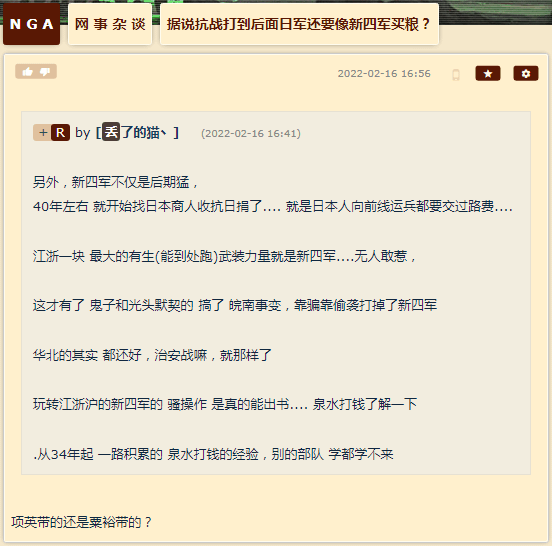 NGA 网事杂谈 据说抗战打到后面日军还要像新四军买粮？
2022-02-16 16:56
+R by [丢了的猫丶] (2022-02-16 16:41)
另外，新四军不仅是后期猛，
40年左右 就开始找日本商人收抗日捐了.... 就是日本人向前线运兵都要交过路费....
江浙一块 最大的有生(能到处跑)武装力量就是新四军....无人敢惹，
这才有了 鬼子和光头默契的 搞了 皖南事变，靠骗靠偷袭打掉了新四军
华北的其实 都还好，治安战嘛，就那样了
玩转江浙沪的新四军的 骚操作 是真的能出书.... 泉水打钱了解一下
.从34年起 一路积累的 泉水打钱的经验，别的部队 学都学不来
项英带的还是粟裕带的？